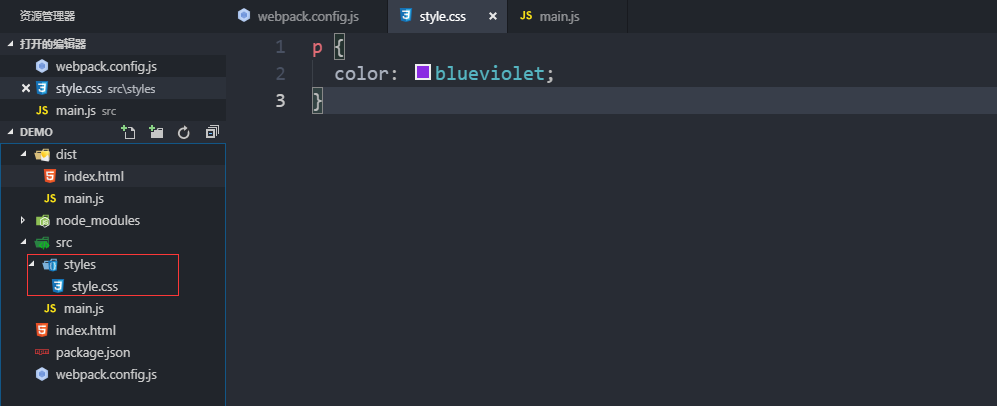 资源管理器
打开的编辑器
webpack.config.js
style.css src\styles
JS main.js src
DEMO
dist
index.html
JS main.js
node_modules
src
styles
style.css
JS main.js
index.html
package.json
webpack.config.js
webpack.config.js style.css × JS main.js
1 p {
2 color: blueviolet;
3 }